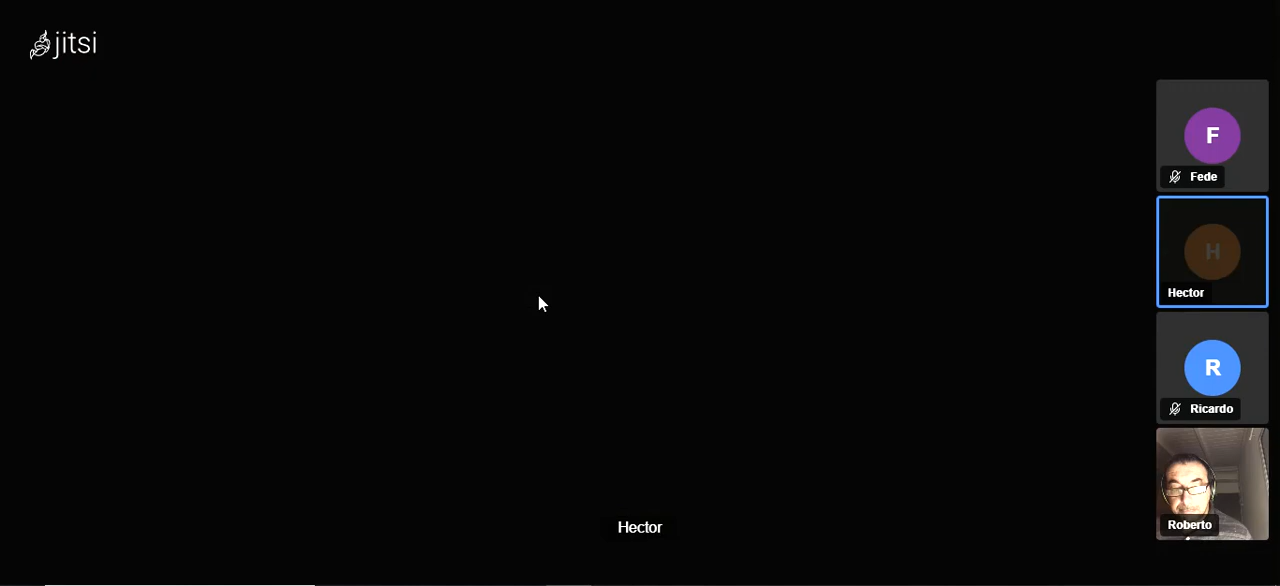 jitsi
F
Fede
H
Hector
R
Ricardo
Roberto
Hector